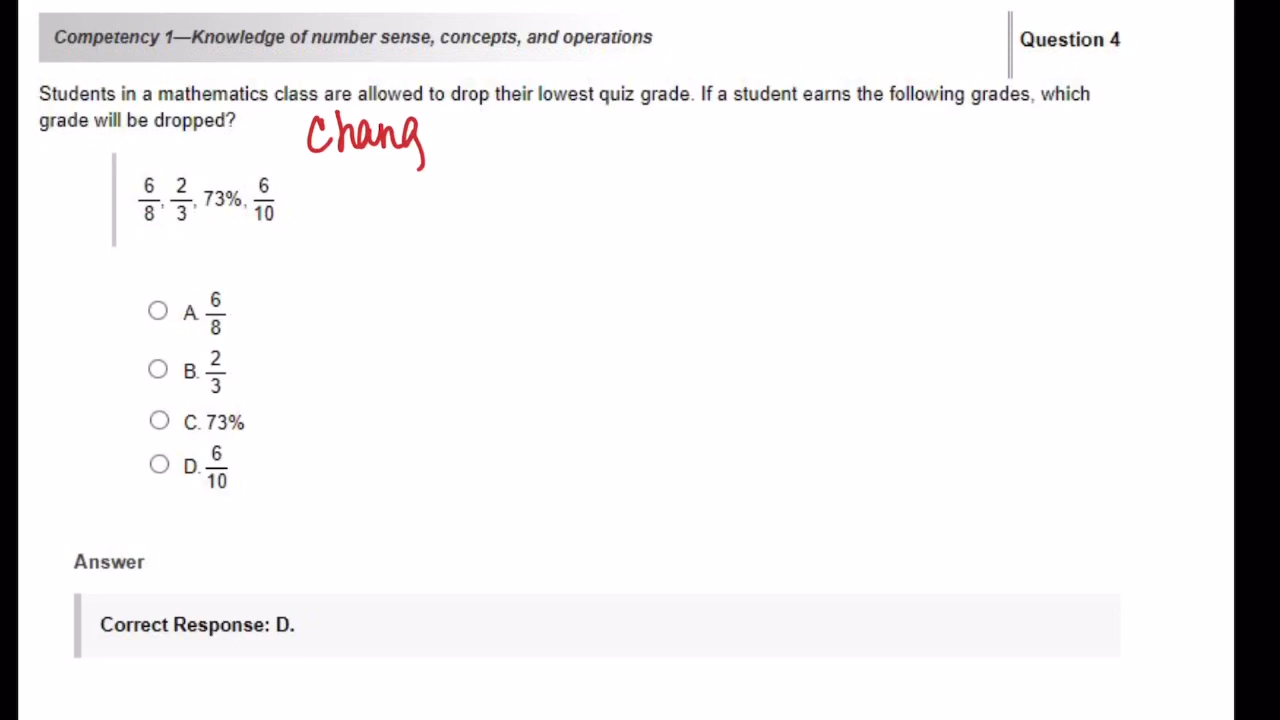 Competency 1—Knowledge of number sense, concepts, and operations
Question 4
Students in a mathematics class are allowed to drop their lowest quiz grade. If a student earns the following grades, which
grade will be dropped?
Chang
6/8, 2/3, 73%, 6/10
A. 6/8
B. 2/3
C. 73%
D. 6/10
Answer
Correct Response: D.